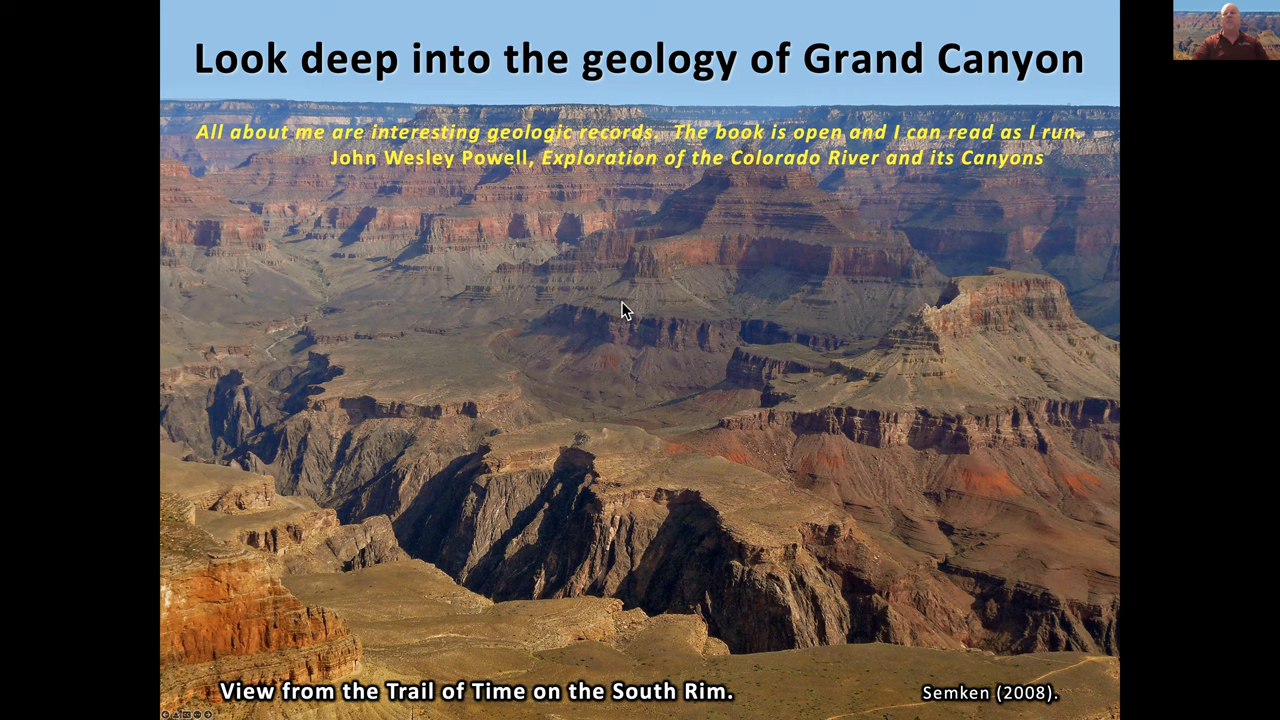 Look deep into the geology of Grand Canyon
All about me are interesting geologic records. The book is open and I can read as I run.
John Wesley Powell, Exploration of the Colorado River and its Canyons
View from the Trail of Time on the South Rim.
Semken (2008).